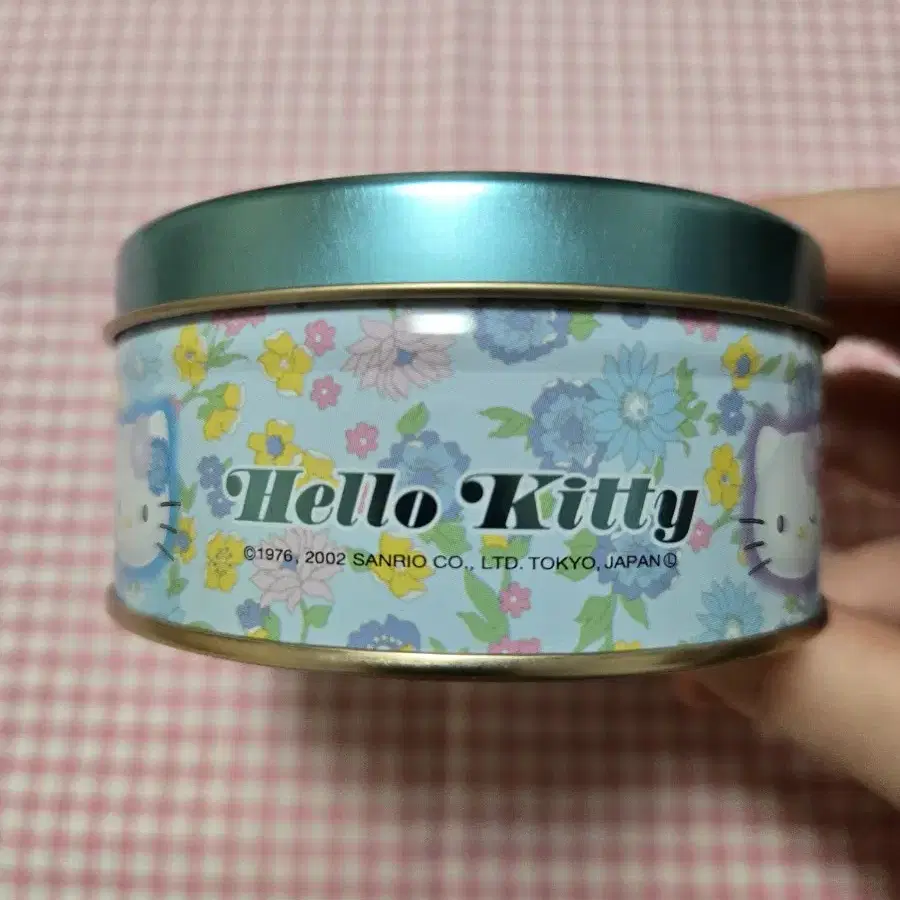 Hello Kitty
©1976, 2002 SANRIO CO., LTD. TOKYO, JAPAN Ⓛ